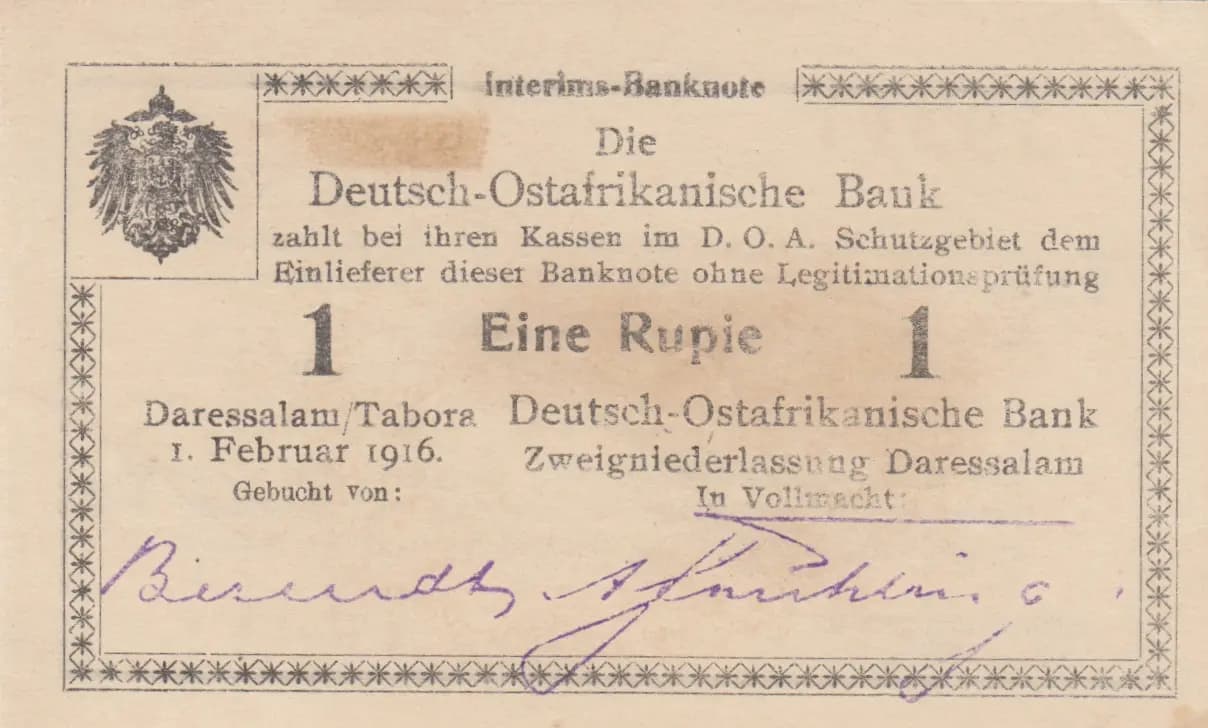 Interims-Banknote
Die
Deutsch-Ostafrikanische Bank
zahlt bei ihren Kassen im D. O. A. Schutzgebiet dem
Einlieferer dieser Banknote ohne Legitimationsprüfung
1 Eine Rupie 1
Daressalam/Tabora
1. Februar 1916.
Gebucht von:
Deutsch-Ostafrikanische Bank
Zweigniederlassung Daressalam
In Vollmacht:
Berendt